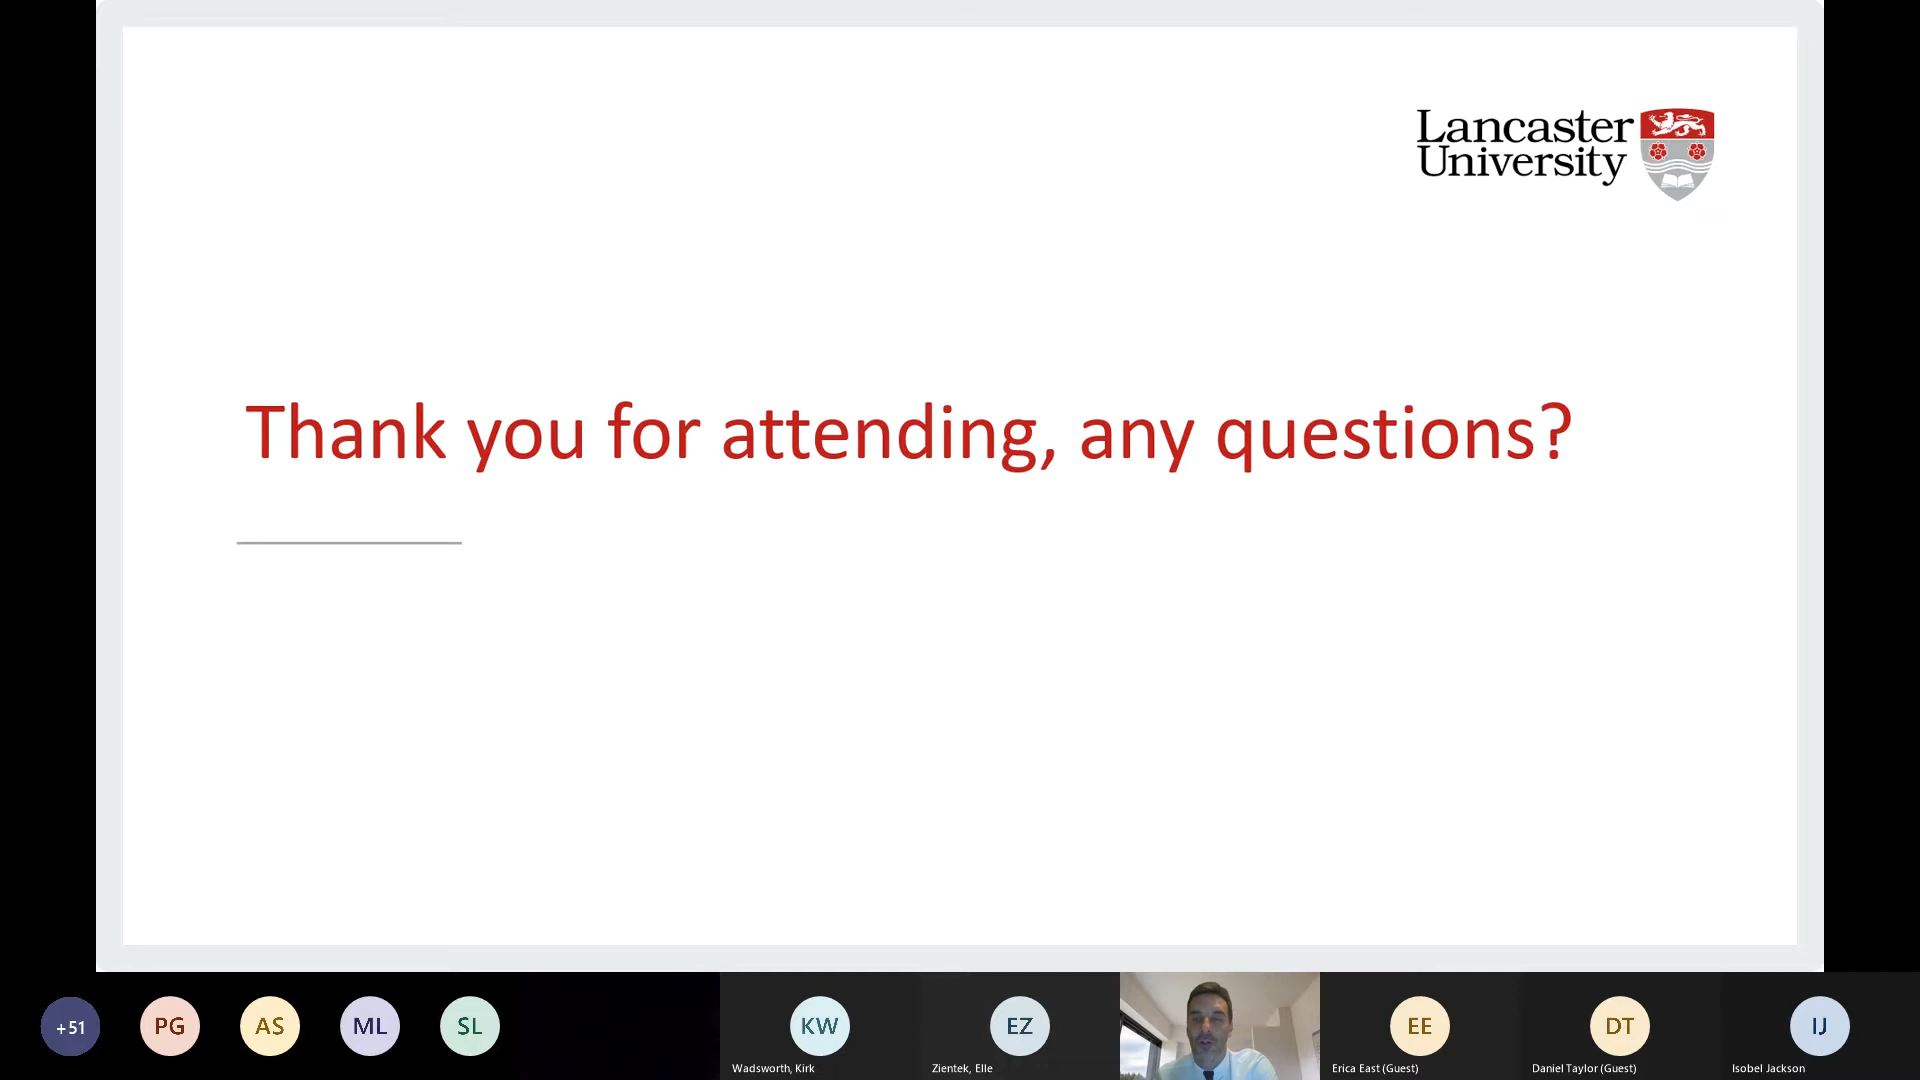 Lancaster
University
Thank you for attending, any questions?
+51
PG
AS
ML
SL
KW
Wadsworth, Kirk
EZ
Zientek, Elle
EE
Erica East (Guest)
DT
Daniel Taylor (Guest)
IJ
Isobel Jackson